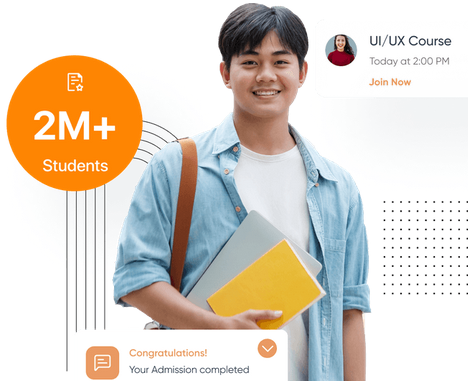 UI/UX Course
Today at 2:00 PM
Join Now
2M+
Students
Congratulations!
Your Admission completed